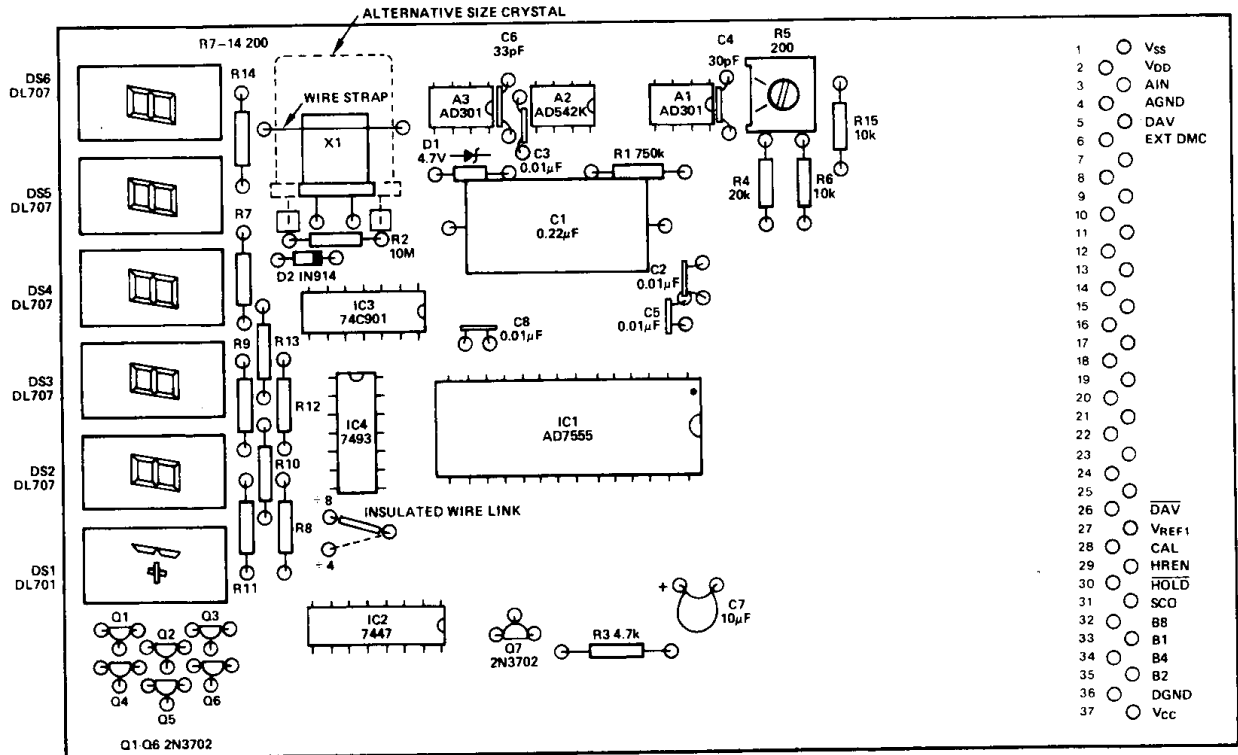 ALTERNATIVE SIZE CRYSTAL
R7-14 200
WIRE STRAP
DS6
DL707
R14
X1
C6
33pF
A3
AD301
A2
AD542K
C3
0.01µF
D1
4.7V
A1
AD301
C4
30pF
R5
200
R15
10k
R1 750k
R4
20k
R6
10k
DS5
DL707
R7
R2
10M
D2 IN914
C1
0.22µF
C2
0.01µF
C5
0.01µF
DS4
DL707
IC3
74C901
C8
0.01µF
R13
R9
DS3
DL707
R12
IC4
7493
IC1
AD7555
R10
DS2
DL707
÷8
INSULATED WIRE LINK
÷4
R8
R11
DS1
DL701
Q1
Q2
Q3
Q4
Q5
Q6
Q1-Q6 2N3702
IC2
7447
Q7
2N3702
R3 4.7k
+
C7
10µF
1 VSS
2 VDD
3 AIN
4 AGND
5 DAV
6 EXT DMC
7
8
9
10
11
12
13
14
15
16
17
18
19
20
21
22
23
24
25
26 D̅A̅V̅
27 VREF1
28 CAL
29 HREN
30 H̅O̅L̅D̅
31 SCO
32 B8
33 B1
34 B4
35 B2
36 DGND
37 VCC